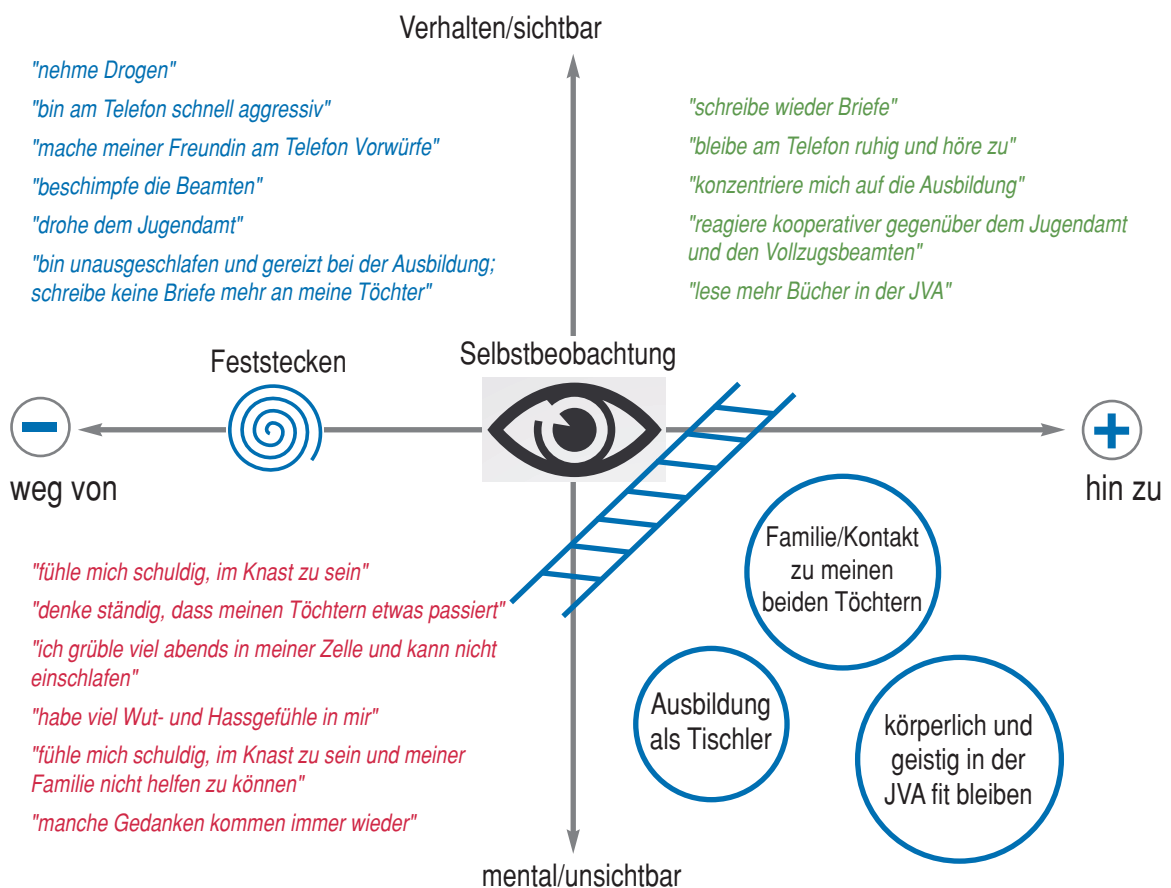 Verhalten/sichtbar
"nehme Drogen"
"bin am Telefon schnell aggressiv"
"mache meiner Freundin am Telefon Vorwürfe"
"beschimpfe die Beamten"
"drohe dem Jugendamt"
"bin unausgeschlafen und gereizt bei der Ausbildung;
schreibe keine Briefe mehr an meine Töchter"
"schreibe wieder Briefe"
"bleibe am Telefon ruhig und höre zu"
"konzentriere mich auf die Ausbildung"
"reagiere kooperativer gegenüber dem Jugendamt
und den Vollzugsbeamten"
"lese mehr Bücher in der JVA"
Feststecken
Selbstbeobachtung
weg von
hin zu
"fühle mich schuldig, im Knast zu sein"
"denke ständig, dass meinen Töchtern etwas passiert"
"ich grüble viel abends in meiner Zelle und kann nicht
einschlafen"
"habe viel Wut- und Hassgefühle in mir"
"fühle mich schuldig, im Knast zu sein und meiner
Familie nicht helfen zu können"
"manche Gedanken kommen immer wieder"
Familie/Kontakt
zu meinen
beiden Töchtern
Ausbildung
als Tischler
körperlich und
geistig in der
JVA fit bleiben
mental/unsichtbar